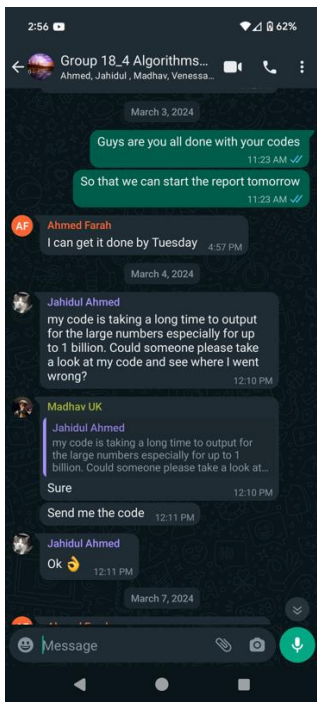 2:56 62%
Group 18_4 Algorithms...
Ahmed, Jahidul , Madhav, Venessa...
March 3, 2024
Guys are you all done with your codes
11:23 AM
So that we can start the report tomorrow
11:23 AM
AF Ahmed Farah
I can get it done by Tuesday 4:57 PM
March 4, 2024
Jahidul Ahmed
my code is taking a long time to output
for the large numbers especially for up
to 1 billion. Could someone please take
a look at my code and see where I went
wrong? 12:10 PM
Madhav UK
Jahidul Ahmed
my code is taking a long time to output for
the large numbers especially for up to 1
billion. Could someone please take a look at...
Sure 12:10 PM
Send me the code 12:11 PM
Jahidul Ahmed
Ok 👌 12:11 PM
March 7, 2024
Message